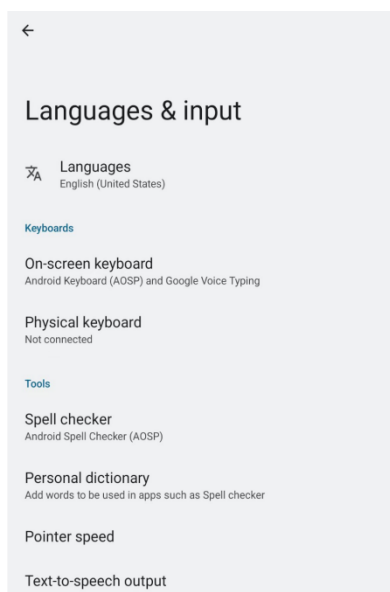 Languages & input
Languages
English (United States)
Keyboards
On-screen keyboard
Android Keyboard (AOSP) and Google Voice Typing
Physical keyboard
Not connected
Tools
Spell checker
Android Spell Checker (AOSP)
Personal dictionary
Add words to be used in apps such as Spell checker
Pointer speed
Text-to-speech output